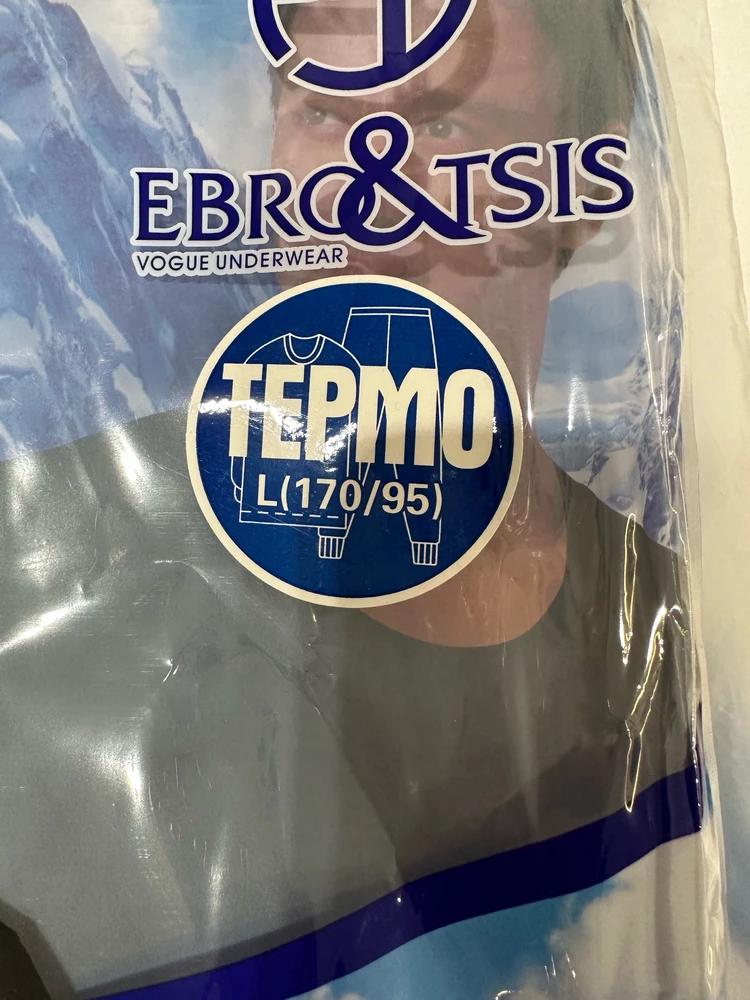 EBRO&TSIS
VOGUE UNDERWEAR
ТЕРМО
L(170/95)